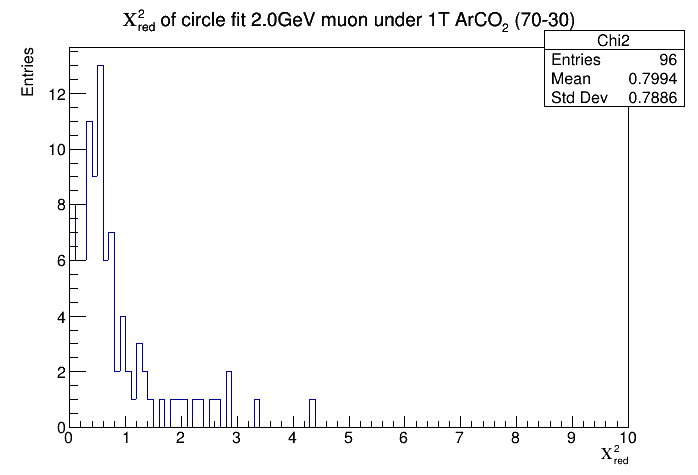 χ²red of circle fit 2.0GeV muon under 1T ArCO₂ (70-30)
Chi2
Entries 96
Mean 0.7994
Std Dev 0.7886
Entries
12
10
8
6
4
2
0
0 1 2 3 4 5 6 7 8 9 10
χ²red